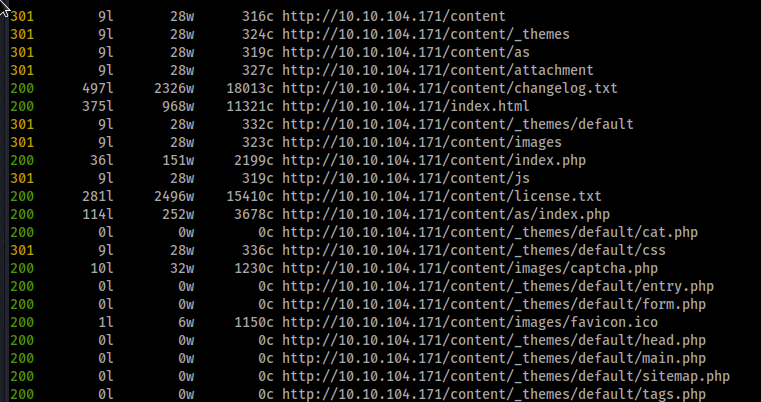 301 9l 28w 316c http://10.10.104.171/content
301 9l 28w 324c http://10.10.104.171/content/_themes
301 9l 28w 319c http://10.10.104.171/content/as
301 9l 28w 327c http://10.10.104.171/content/attachment
200 497l 2326w 18013c http://10.10.104.171/content/changelog.txt
200 375l 968w 11321c http://10.10.104.171/index.html
301 9l 28w 332c http://10.10.104.171/content/_themes/default
301 9l 28w 323c http://10.10.104.171/content/images
200 36l 151w 2199c http://10.10.104.171/content/index.php
301 9l 28w 319c http://10.10.104.171/content/js
200 281l 2496w 15410c http://10.10.104.171/content/license.txt
200 114l 252w 3678c http://10.10.104.171/content/as/index.php
200 0l 0w 0c http://10.10.104.171/content/_themes/default/cat.php
301 9l 28w 336c http://10.10.104.171/content/_themes/default/css
200 10l 32w 1230c http://10.10.104.171/content/images/captcha.php
200 0l 0w 0c http://10.10.104.171/content/_themes/default/entry.php
200 0l 0w 0c http://10.10.104.171/content/_themes/default/form.php
200 1l 6w 1150c http://10.10.104.171/content/images/favicon.ico
200 0l 0w 0c http://10.10.104.171/content/_themes/default/head.php
200 0l 0w 0c http://10.10.104.171/content/_themes/default/main.php
200 0l 0w 0c http://10.10.104.171/content/_themes/default/sitemap.php
200 0l 0w 0c http://10.10.104.171/content/_themes/default/tags.php